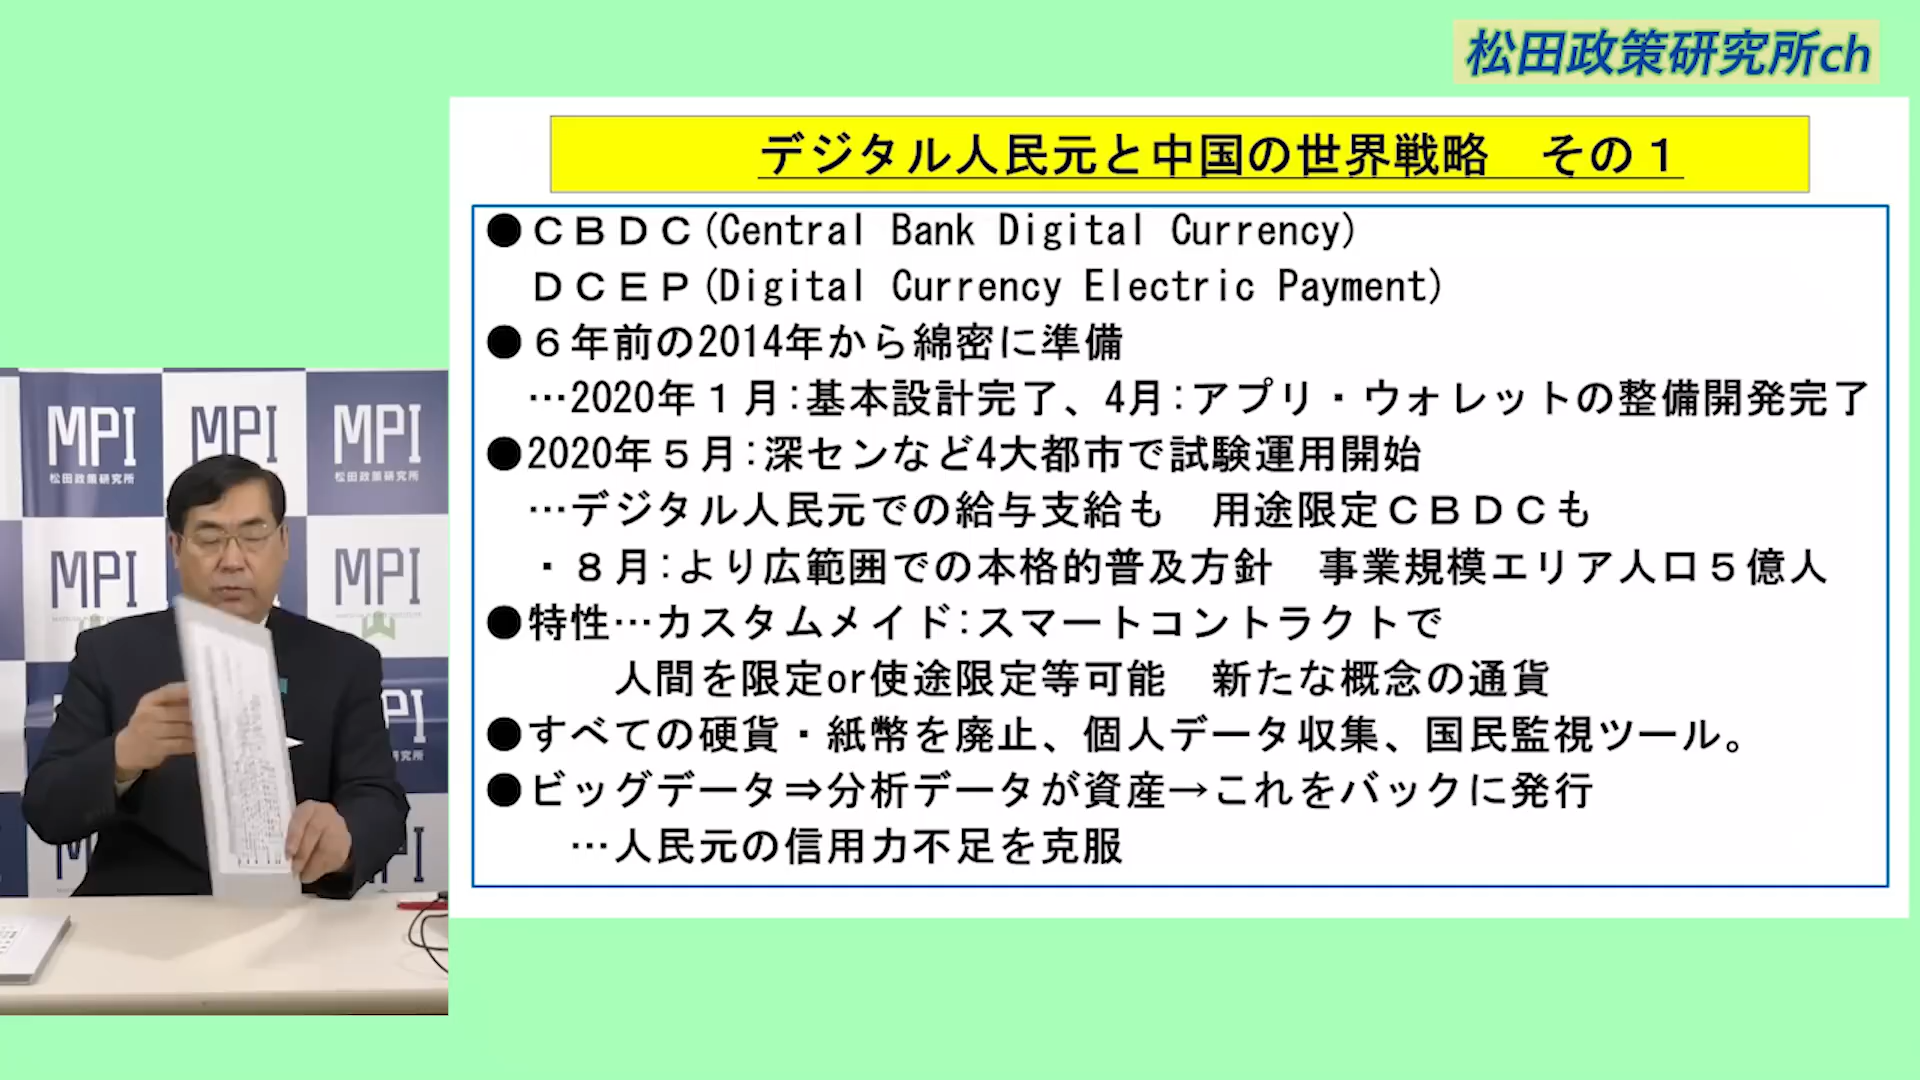 松田政策研究所ch
デジタル人民元と中国の世界戦略　その１
●ＣＢＤＣ(Central Bank Digital Currency)
ＤＣＥＰ(Digital Currency Electric Payment)
●６年前の2014年から綿密に準備
…2020年１月:基本設計完了、4月:アプリ・ウォレットの整備開発完了
●2020年５月:深センなど4大都市で試験運用開始
…デジタル人民元での給与支給も　用途限定ＣＢＤＣも
・８月:より広範囲での本格的普及方針　事業規模エリア人口５億人
●特性…カスタムメイド:スマートコントラクトで
人間を限定or使途限定等可能　新たな概念の通貨
●すべての硬貨・紙幣を廃止、個人データ収集、国民監視ツール。
●ビッグデータ⇒分析データが資産→これをバックに発行
…人民元の信用力不足を克服
MPI
松田政策研究所
MPI
MPI
松田政策研究所
MPI
MPI